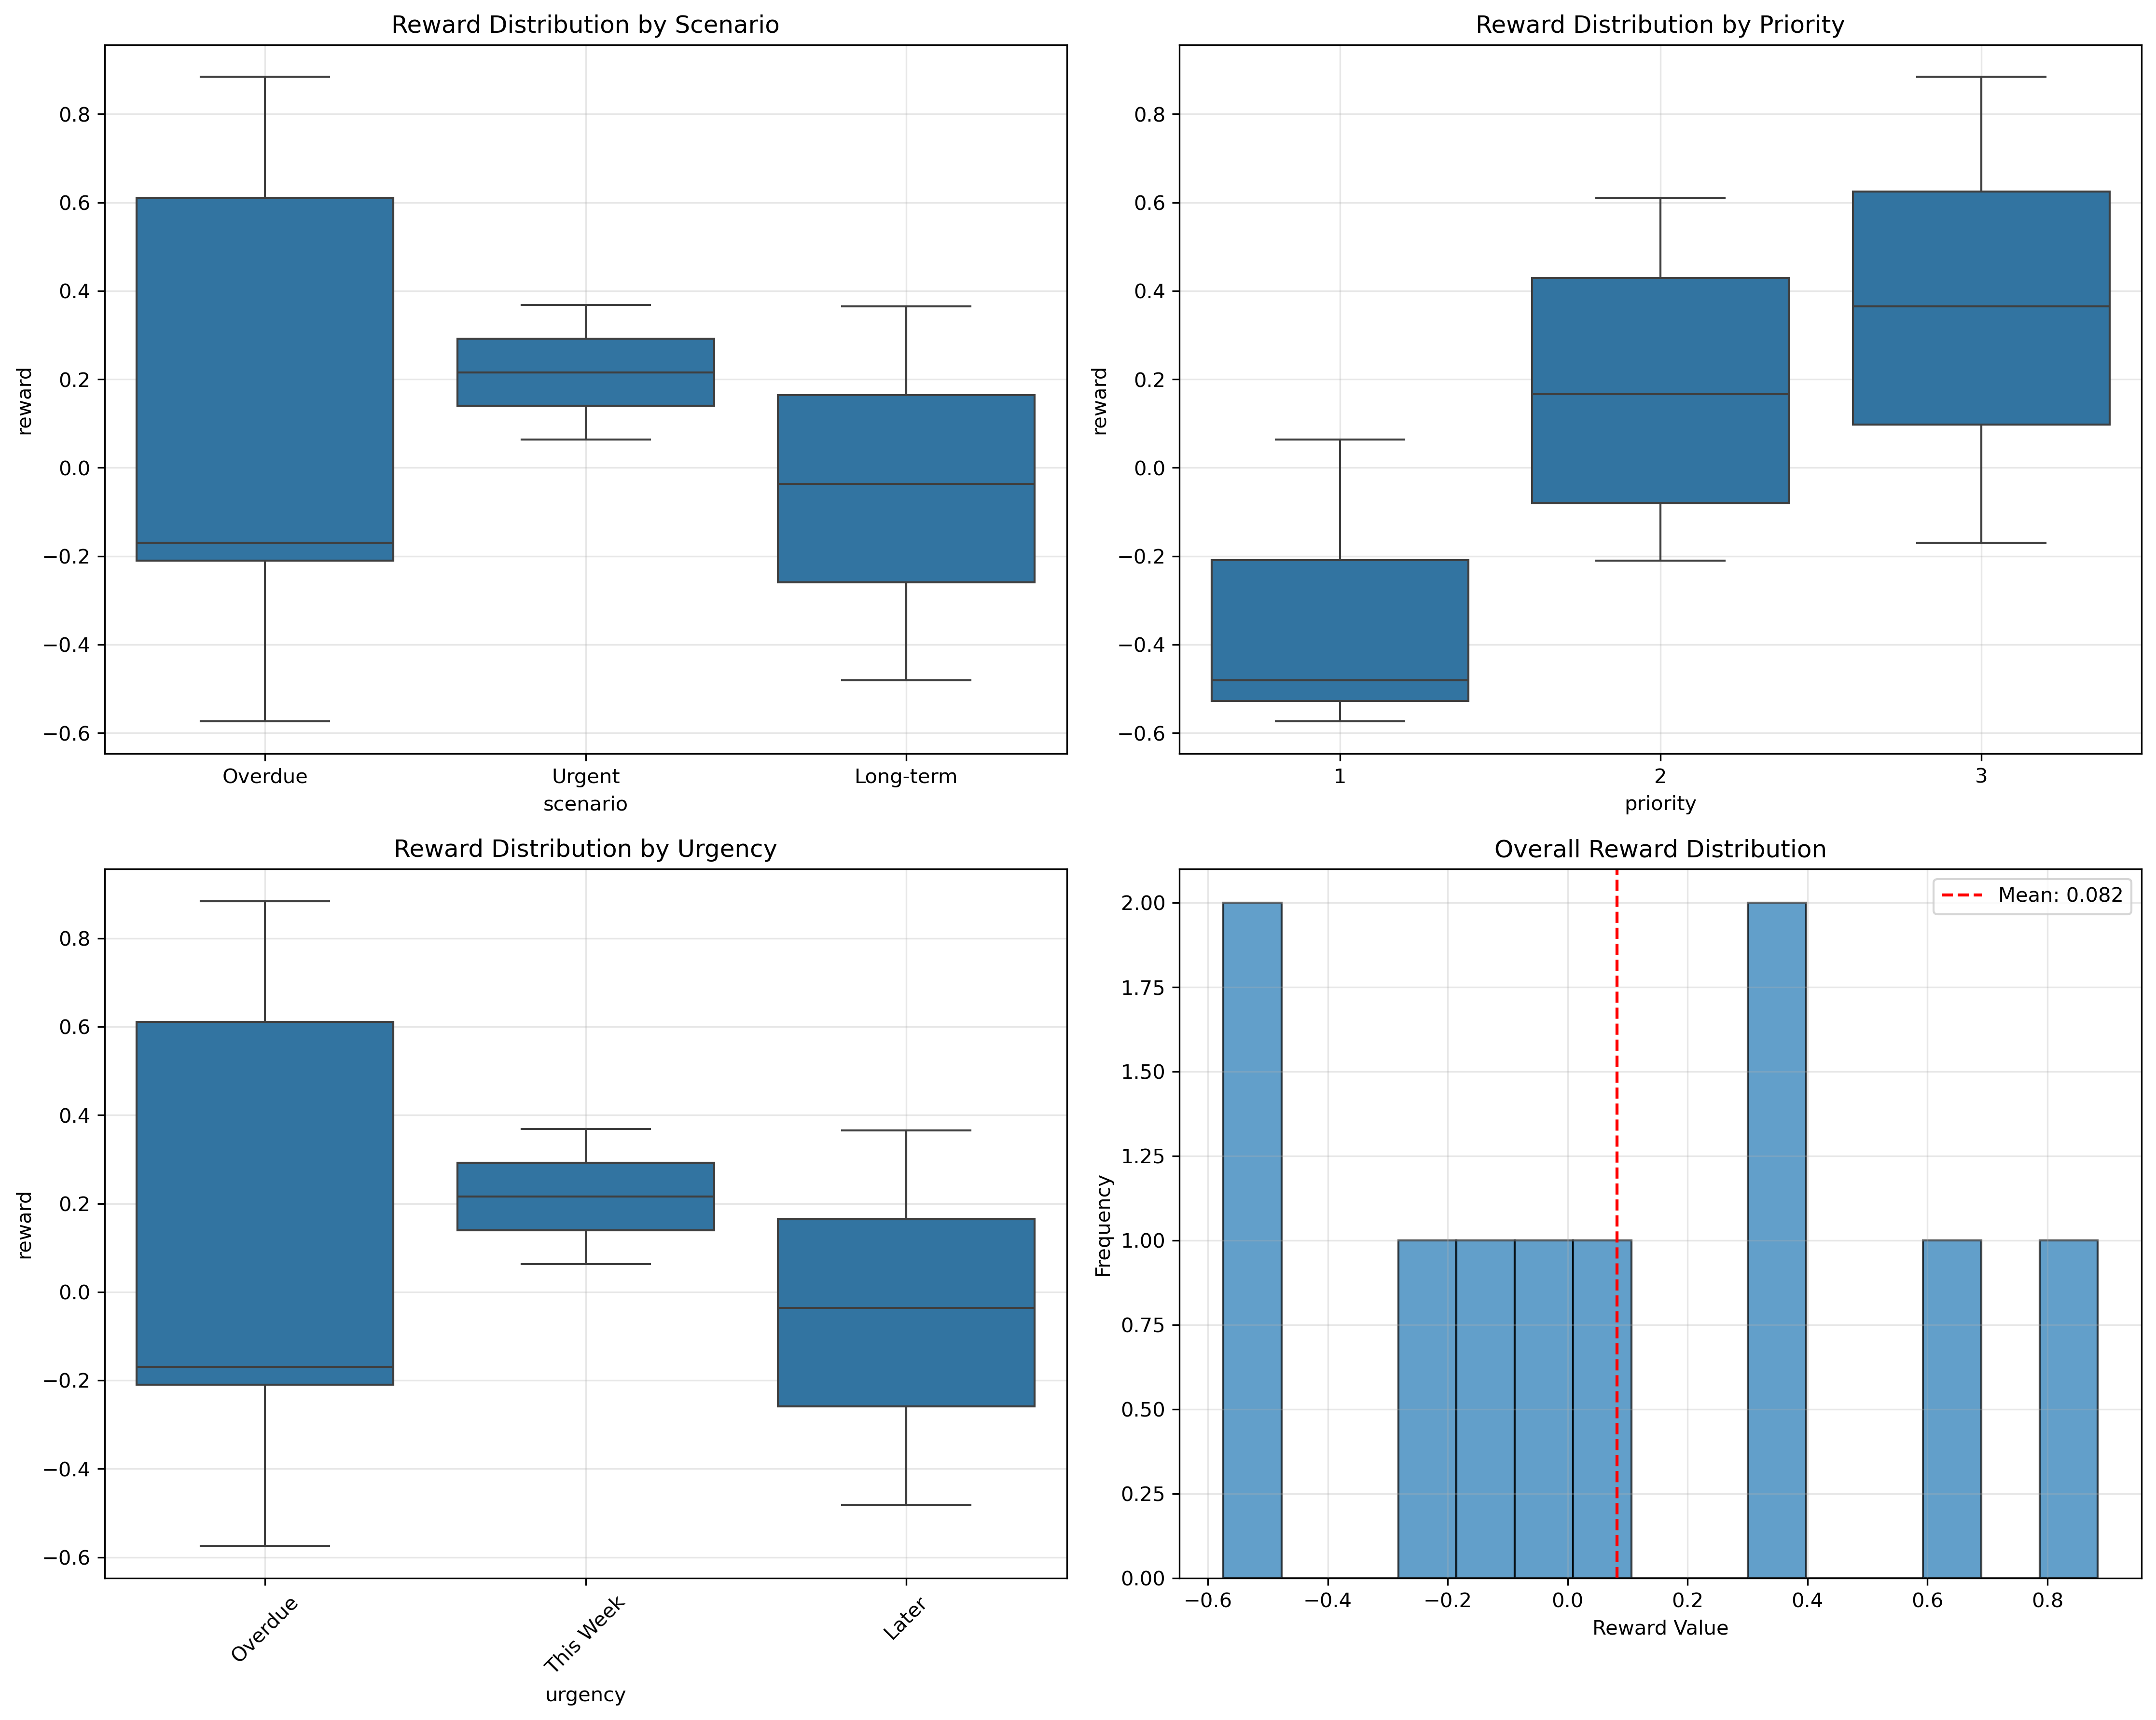 Reward Distribution by Scenario
reward
0.8
0.6
0.4
0.2
0.0
−0.2
−0.4
−0.6
Overdue Urgent Long-term
scenario
Reward Distribution by Priority
reward
0.8
0.6
0.4
0.2
0.0
−0.2
−0.4
−0.6
1 2 3
priority
Reward Distribution by Urgency
reward
0.8
0.6
0.4
0.2
0.0
−0.2
−0.4
−0.6
Overdue This Week Later
urgency
Overall Reward Distribution
Mean: 0.082
Frequency
2.00
1.75
1.50
1.25
1.00
0.75
0.50
0.25
0.00
−0.6 −0.4 −0.2 0.0 0.2 0.4 0.6 0.8
Reward Value